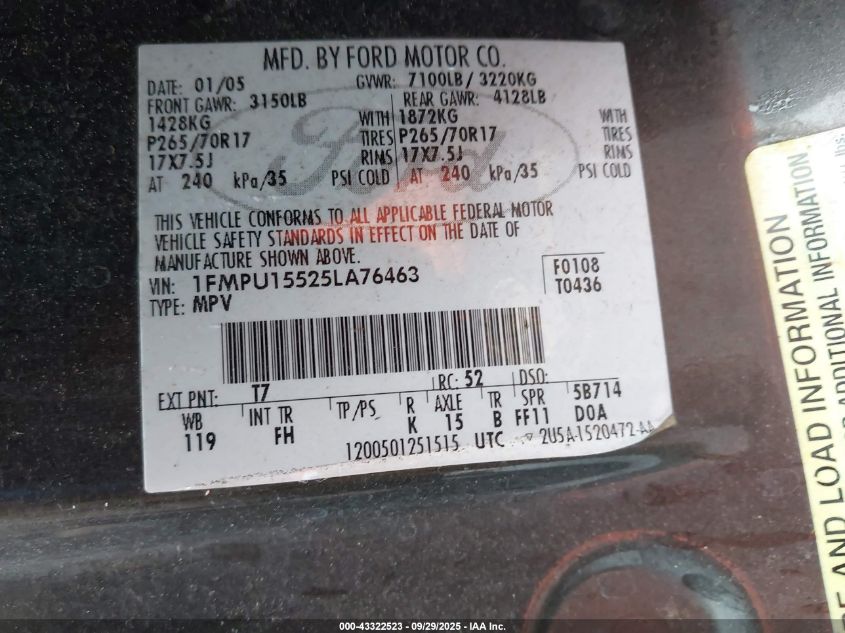 MFD. BY FORD MOTOR CO.
DATE: 01/05 GVWR: 7100LB/ 3220KG
FRONT GAWR: 3150LB REAR GAWR: 4128LB
1428KG WITH 1872KG WITH
P265/70R17 TIRES P265/70R17 TIRES
17X7.5J RIMS 17X7.5J RIMS
AT 240 kPa/35 PSI COLD AT 240 kPa/35 PSI COLD
THIS VEHICLE CONFORMS TO ALL APPLICABLE FEDERAL MOTOR
VEHICLE SAFETY STANDARDS IN EFFECT ON THE DATE OF
MANUFACTURE SHOWN ABOVE.
VIN: 1FMPU15525LA76463 F0108
TYPE: MPV T0436
EXT PNT: T7 RC: 52 DSO:
WB INT TR TP/PS R AXLE TR SPR 5B714
119 FH K 15 B FF11 D0A
1200501251515 UTC 2U5A-1520472-AA
Ford
AND LOAD INFORMATION
ADDITIONAL INFORMATION
000-43322523 / 09/29/2025 - IAA Inc.